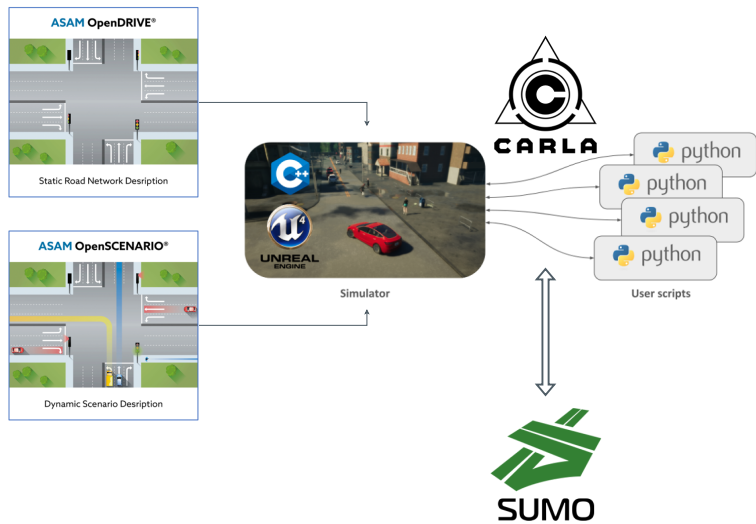 ASAM OpenDRIVE®
Static Road Network Desription
ASAM OpenSCENARIO®
Dynamic Scenario Desription
C++
4
UNREAL
ENGINE
Simulator
CARLA
python
python
python
python
User scripts
SUMO